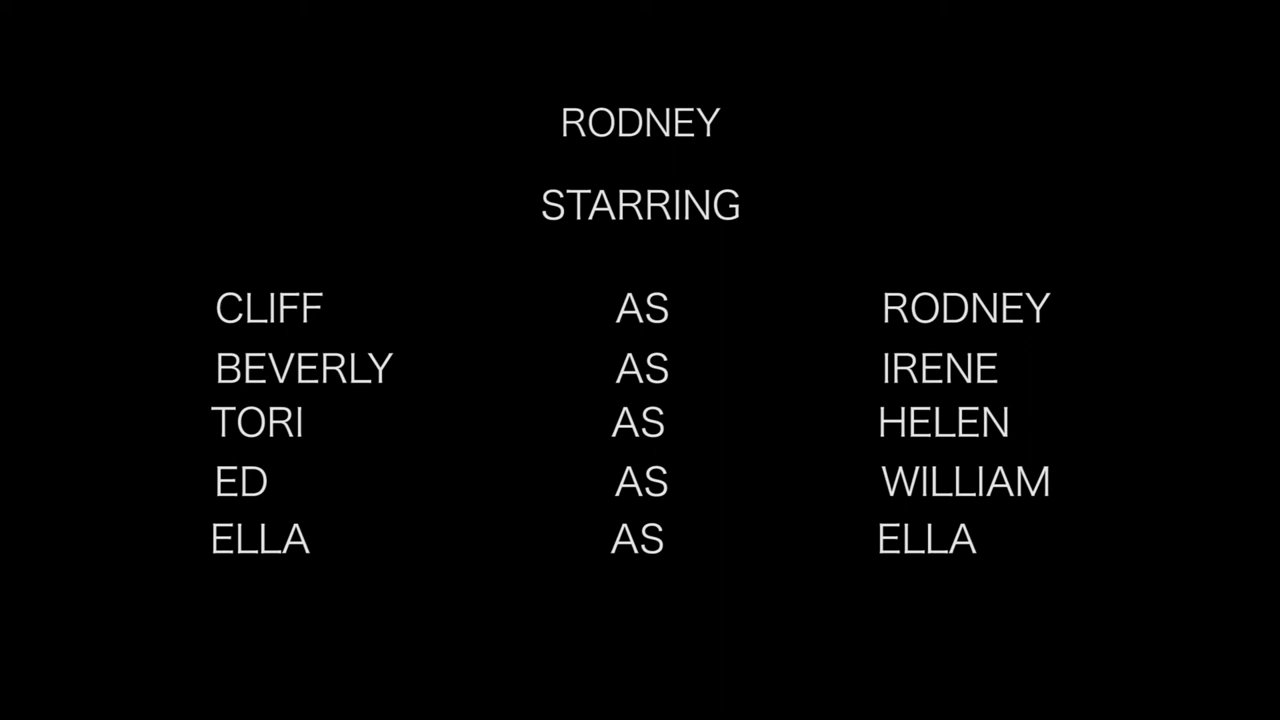 RODNEY
STARRING
CLIFF AS RODNEY
BEVERLY AS IRENE
TORI AS HELEN
ED AS WILLIAM
ELLA AS ELLA